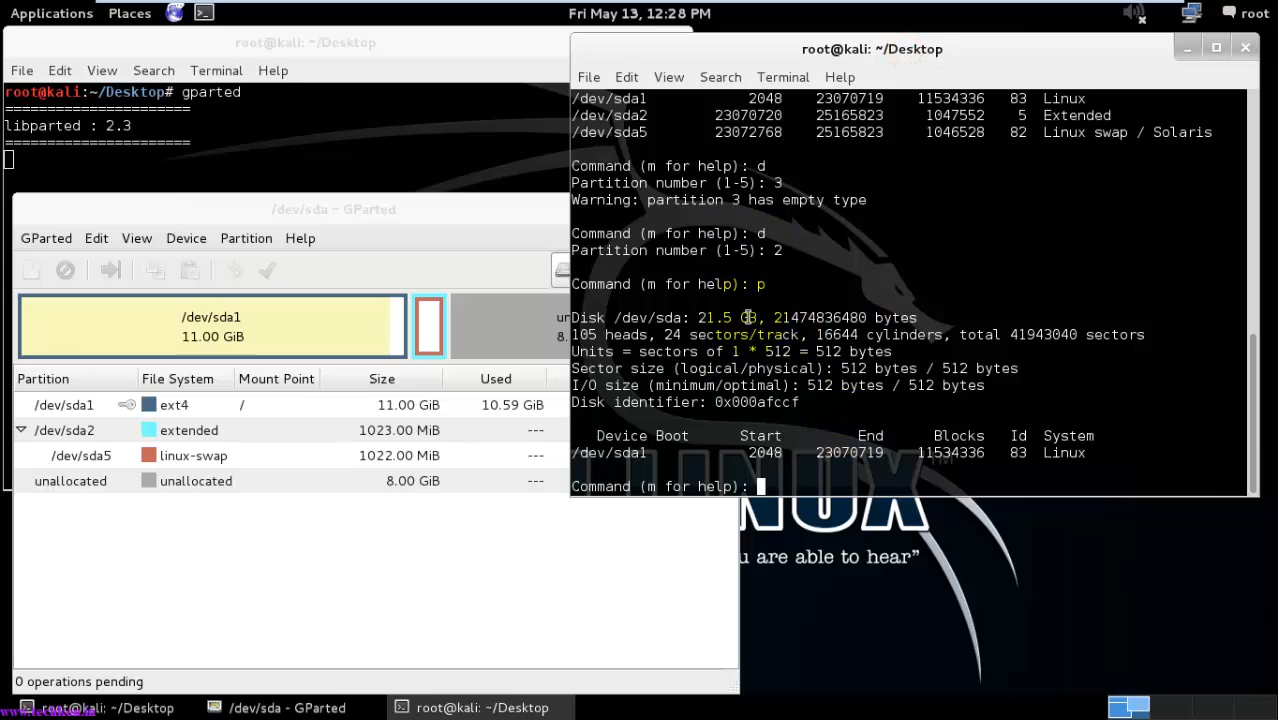 Applications Places Fri May 13, 12:28 PM root
root@kali: ~/Desktop
File Edit View Search Terminal Help
root@kali:~/Desktop# gparted
======================
libparted : 2.3
======================
/dev/sda - GParted
GParted Edit View Device Partition Help
/dev/sda1
11.00 GiB
un
8.
Partition File System Mount Point Size Used
/dev/sda1 ext4 / 11.00 GiB 10.59 GiB
/dev/sda2 extended 1023.00 MiB ---
/dev/sda5 linux-swap 1022.00 MiB ---
unallocated unallocated 8.00 GiB ---
0 operations pending
root@kali: ~/Desktop
File Edit View Search Terminal Help
/dev/sda1 2048 23070719 11534336 83 Linux
/dev/sda2 23070720 25165823 1047552 5 Extended
/dev/sda5 23072768 25165823 1046528 82 Linux swap / Solaris
Command (m for help): d
Partition number (1-5): 3
Warning: partition 3 has empty type
Command (m for help): d
Partition number (1-5): 2
Command (m for help): p
Disk /dev/sda: 21.5 GB, 21474836480 bytes
105 heads, 24 sectors/track, 16644 cylinders, total 41943040 sectors
Units = sectors of 1 * 512 = 512 bytes
Sector size (logical/physical): 512 bytes / 512 bytes
I/O size (minimum/optimal): 512 bytes / 512 bytes
Disk identifier: 0x000afccf
Device Boot Start End Blocks Id System
/dev/sda1 2048 23070719 11534336 83 Linux
Command (m for help):
LINUX
u are able to hear”
root@kali: ~/Desktop /dev/sda - GParted root@kali: ~/Desktop